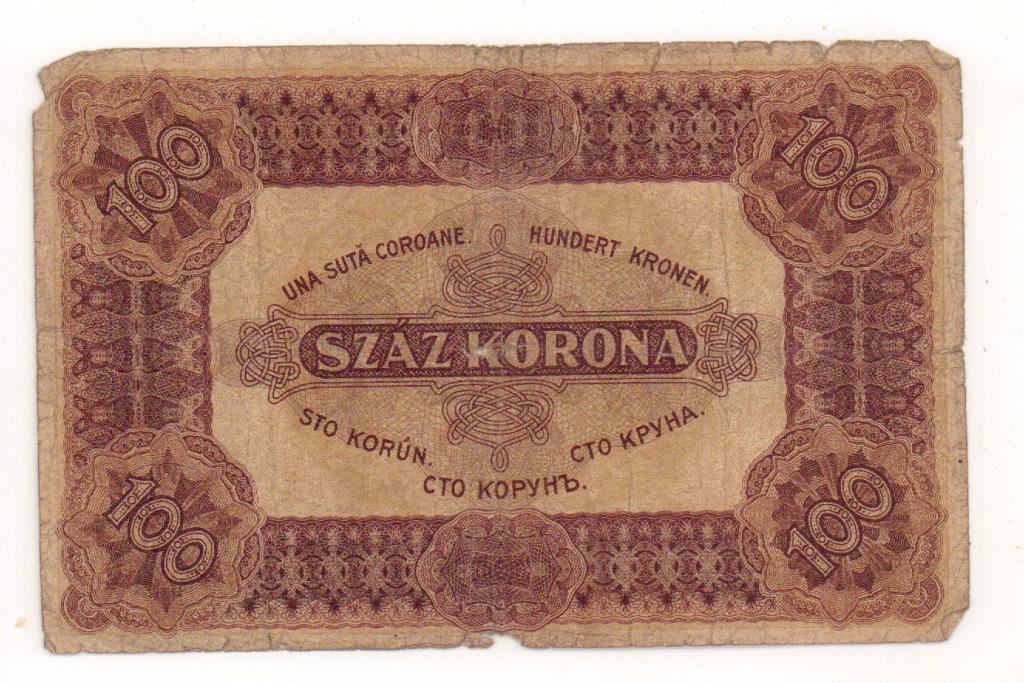 100
100
UNA SUTĂ COROANE.
HUNDERT KRONEN.
SZÁZ KORONA
STO KORÚN.
СТО КРУНА.
СТО КОРУНЪ.
100
100